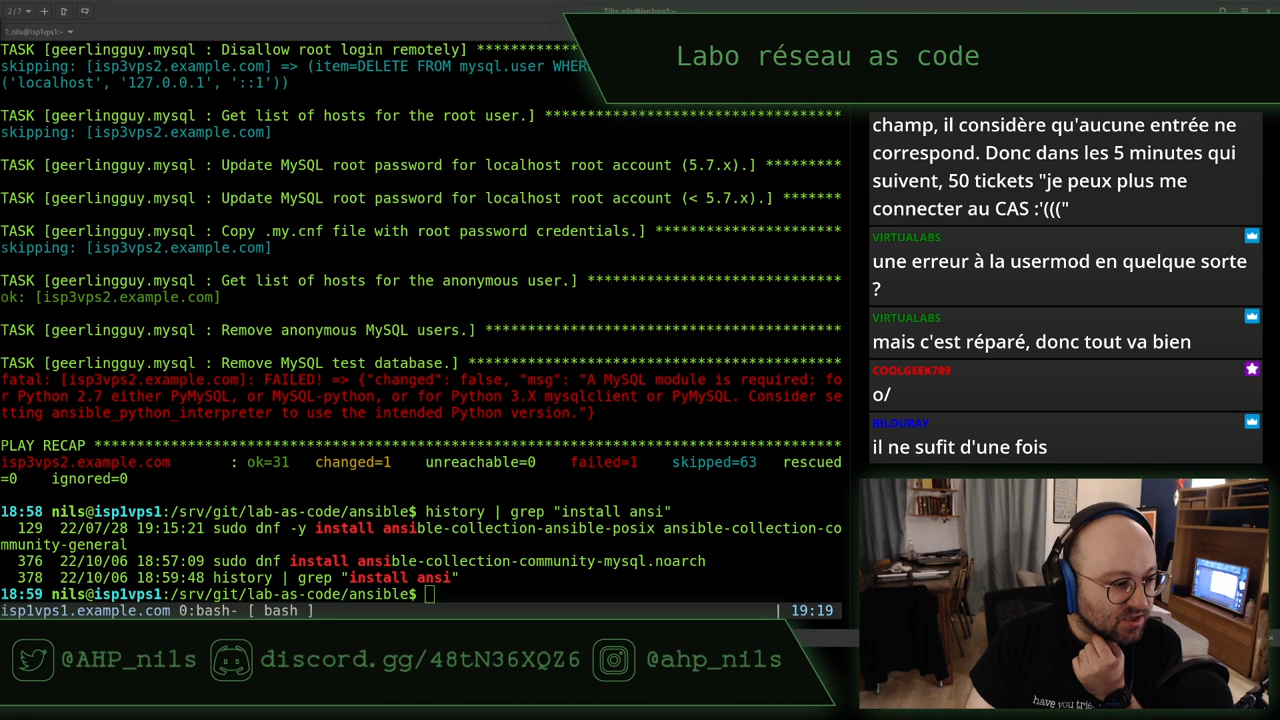 2/7
Tilix: nils@isp1vps1:~
1: nils@isp1vps1:~
Labo réseau as code
TASK [geerlingguy.mysql : Disallow root login remotely] ************
skipping: [isp3vps2.example.com] => (item=DELETE FROM mysql.user WHER
('localhost', '127.0.0.1', '::1'))
TASK [geerlingguy.mysql : Get list of hosts for the root user.] ***********************************
skipping: [isp3vps2.example.com]
TASK [geerlingguy.mysql : Update MySQL root password for localhost root account (5.7.x).] *********
TASK [geerlingguy.mysql : Update MySQL root password for localhost root account (< 5.7.x).] *******
TASK [geerlingguy.mysql : Copy .my.cnf file with root password credentials.] **********************
skipping: [isp3vps2.example.com]
TASK [geerlingguy.mysql : Get list of hosts for the anonymous user.] ******************************
ok: [isp3vps2.example.com]
TASK [geerlingguy.mysql : Remove anonymous MySQL users.] ******************************************
TASK [geerlingguy.mysql : Remove MySQL test database.] ********************************************
fatal: [isp3vps2.example.com]: FAILED! => {"changed": false, "msg": "A MySQL module is required: fo
r Python 2.7 either PyMySQL, or MySQL-python, or for Python 3.X mysqlclient or PyMySQL. Consider se
tting ansible_python_interpreter to use the intended Python version."}
PLAY RECAP ****************************************************************************************
isp3vps2.example.com : ok=31 changed=1 unreachable=0 failed=1 skipped=63 rescued
=0 ignored=0
18:58 nils@isp1vps1:/srv/git/lab-as-code/ansible$ history | grep "install ansi"
129 22/07/28 19:15:21 sudo dnf -y install ansible-collection-ansible-posix ansible-collection-co
mmunity-general
376 22/10/06 18:57:09 sudo dnf install ansible-collection-community-mysql.noarch
378 22/10/06 18:59:48 history | grep "install ansi"
18:59 nils@isp1vps1:/srv/git/lab-as-code/ansible$
isp1vps1.example.com 0:bash- [ bash ] | 19:19
champ, il considère qu'aucune entrée ne
correspond. Donc dans les 5 minutes qui
suivent, 50 tickets "je peux plus me
connecter au CAS :'((("
VIRTUALABS
une erreur à la usermod en quelque sorte
?
VIRTUALABS
mais c'est réparé, donc tout va bien
COOLGEEK789
o/
BILOURAY
il ne sufit d'une fois
have you trie
@AHP_nils
discord.gg/48tN36XQZ6
@ahp_nils